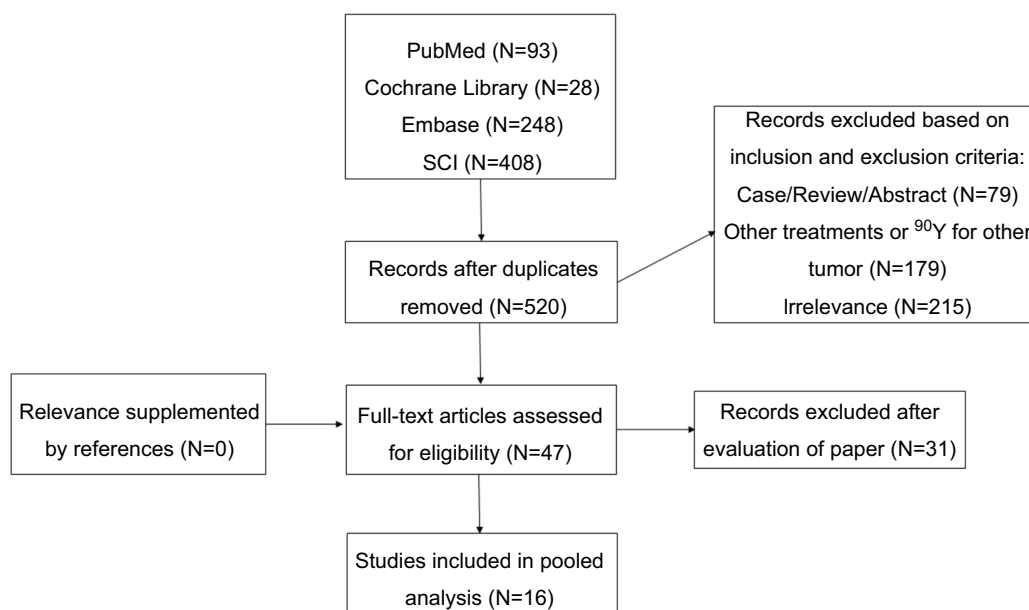 PubMed (N=93)
Cochrane Library (N=28)
Embase (N=248)
SCI (N=408)
Records excluded based on
inclusion and exclusion criteria:
Case/Review/Abstract (N=79)
Other treatments or ⁹⁰Y for other
tumor (N=179)
Irrelevance (N=215)
Records after duplicates
removed (N=520)
Relevance supplemented
by references (N=0)
Full-text articles assessed
for eligibility (N=47)
Records excluded after
evaluation of paper (N=31)
Studies included in pooled
analysis (N=16)